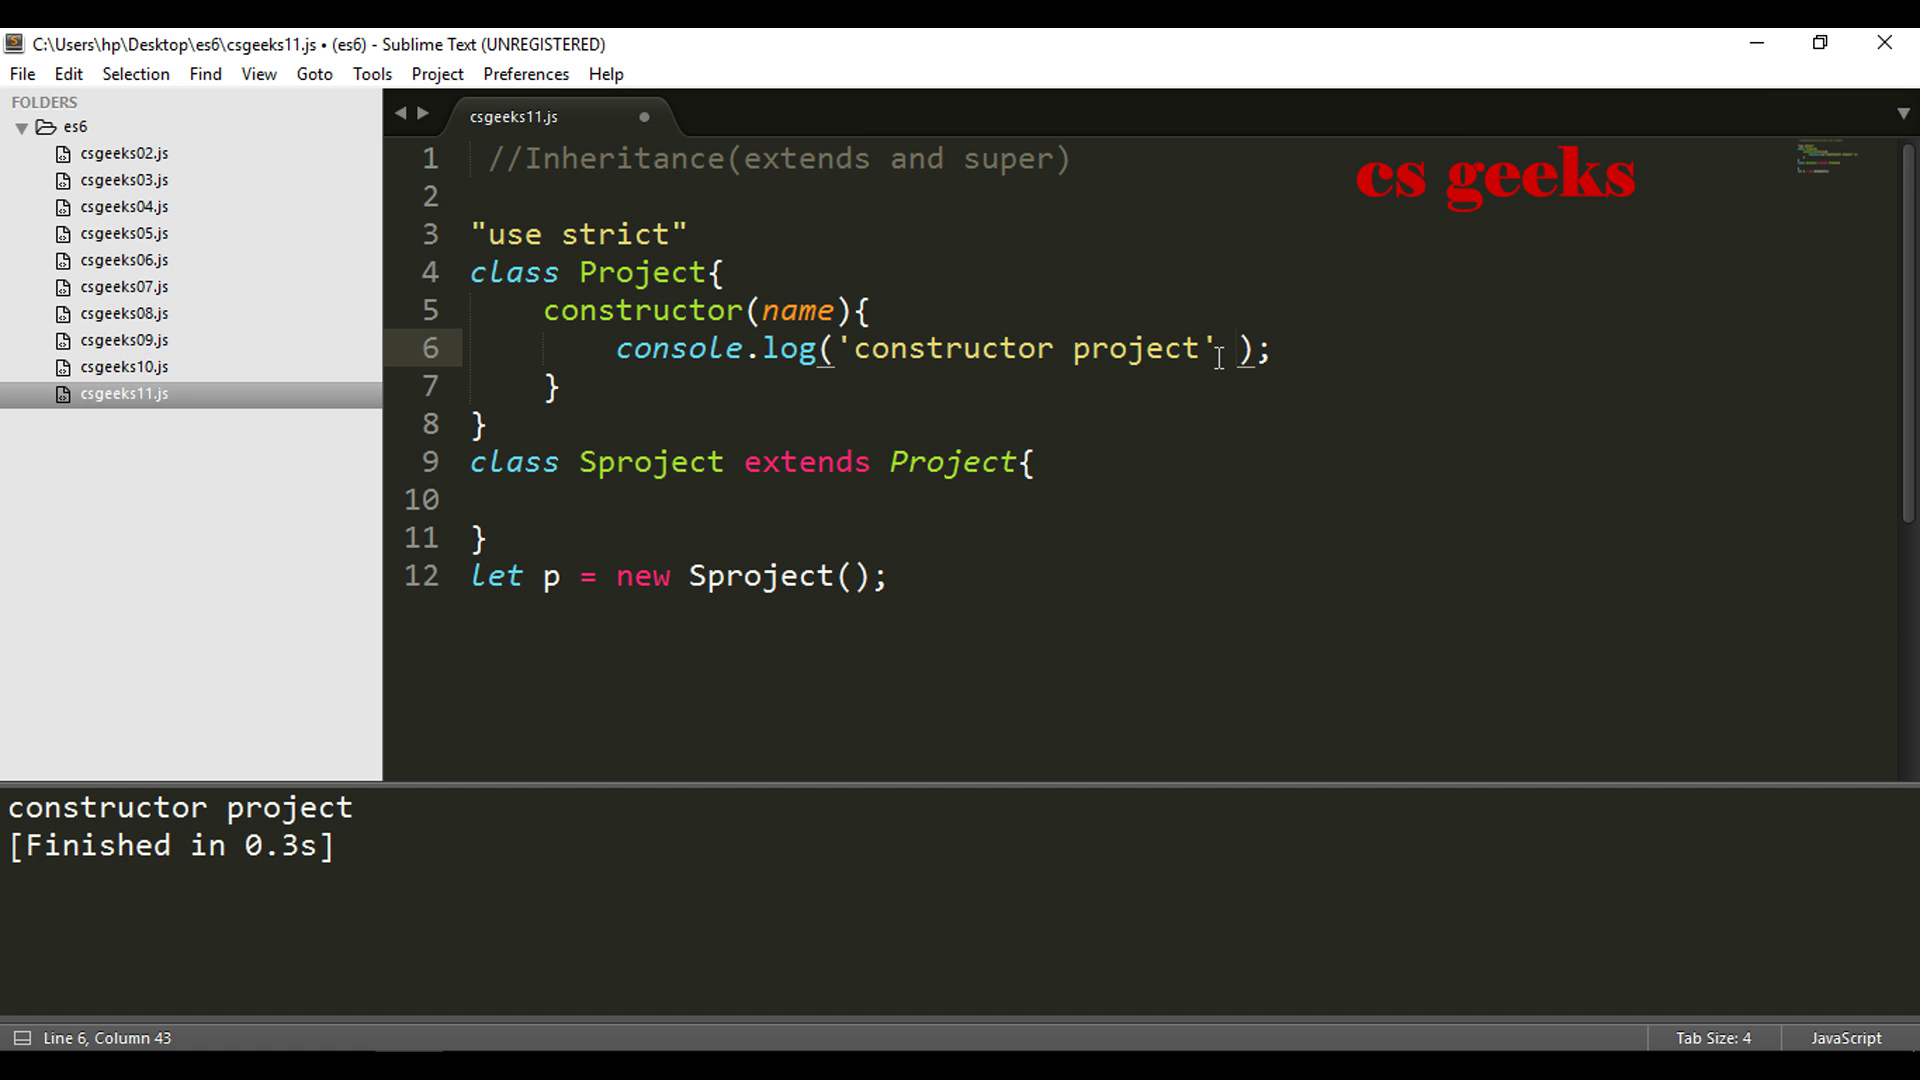 C:\Users\hp\Desktop\es6\csgeeks11.js • (es6) - Sublime Text (UNREGISTERED)
File Edit Selection Find View Goto Tools Project Preferences Help
FOLDERS
es6
csgeeks02.js
csgeeks03.js
csgeeks04.js
csgeeks05.js
csgeeks06.js
csgeeks07.js
csgeeks08.js
csgeeks09.js
csgeeks10.js
csgeeks11.js
csgeeks11.js
cs geeks
1 //Inheritance(extends and super)
2
3 "use strict"
4 class Project{
5 constructor(name){
6 console.log('constructor project' );
7 }
8 }
9 class Sproject extends Project{
10
11 }
12 let p = new Sproject();
constructor project
[Finished in 0.3s]
Line 6, Column 43
Tab Size: 4
JavaScript